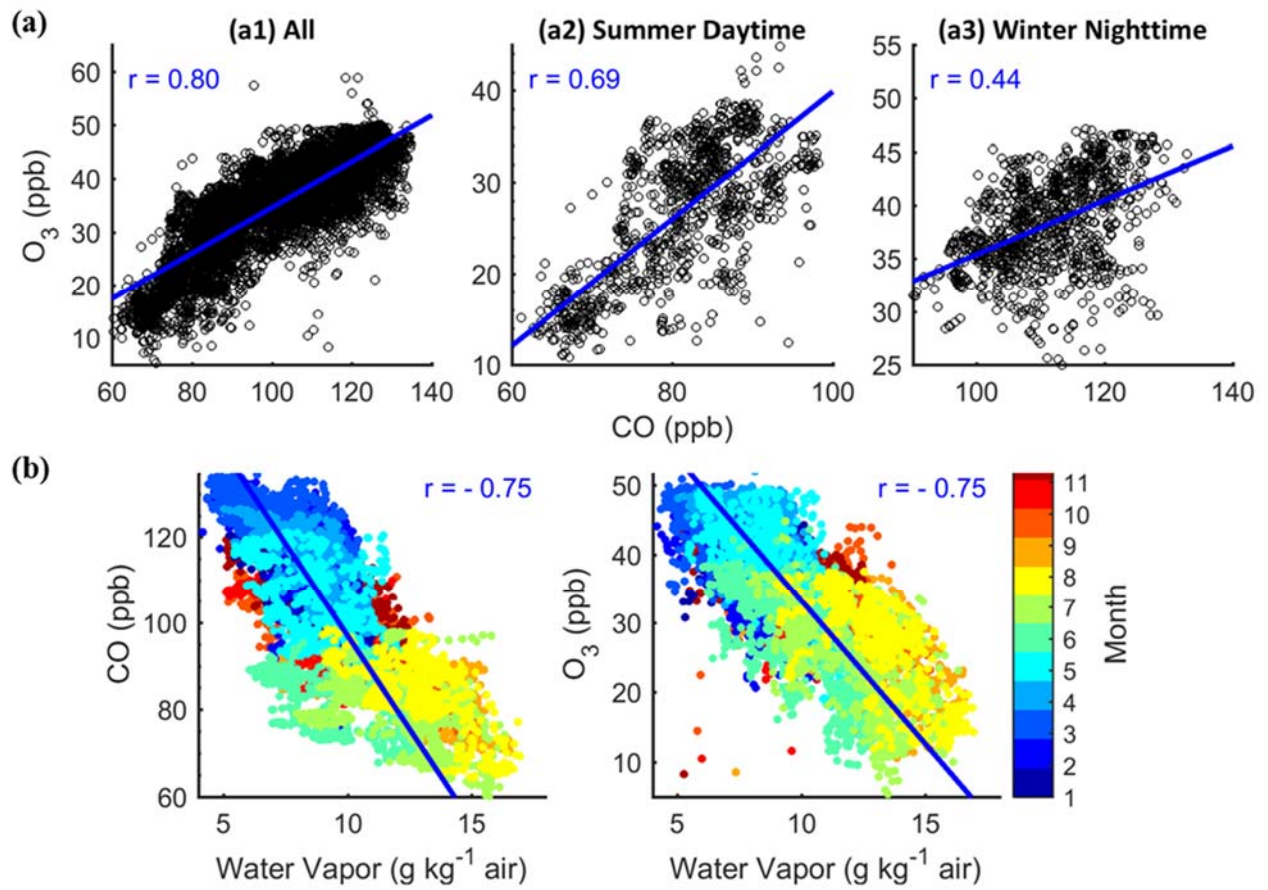 (a)
(a1) All
(a2) Summer Daytime
(a3) Winter Nighttime
r = 0.80
r = 0.69
r = 0.44
O3 (ppb)
60
50
40
30
20
10
60 80 100 120 140
40
30
20
10
60 80 100
55
50
45
40
35
30
25
100 120 140
CO (ppb)
(b)
r = - 0.75
CO (ppb)
120
100
80
60
5 10 15
Water Vapor (g kg-1 air)
r = - 0.75
O3 (ppb)
50
40
30
20
10
5 10 15
Water Vapor (g kg-1 air)
11
10
9
8
7
6
5
4
3
2
1
Month